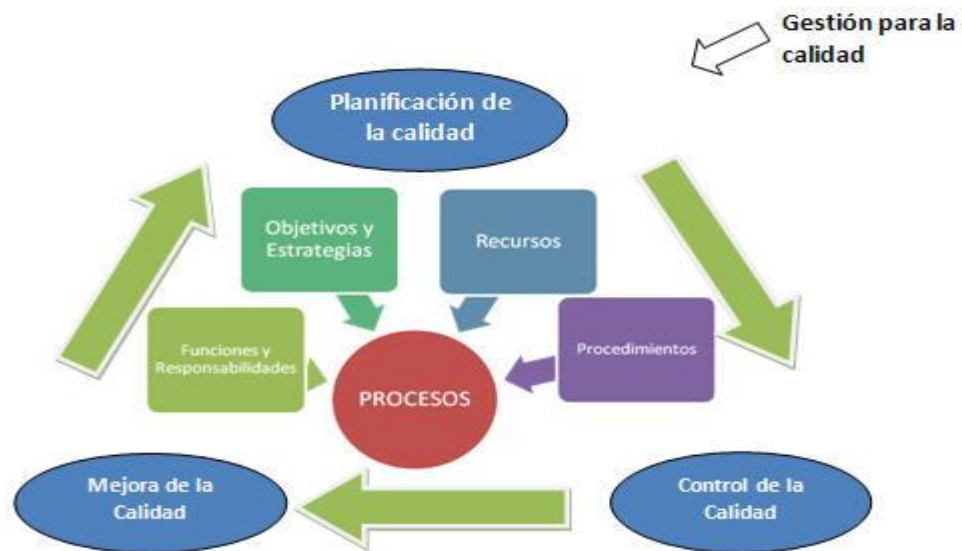 Gestión para la
calidad
Planificación de
la calidad
Objetivos y
Estrategias
Recursos
Funciones y
Responsabilidades
Procedimientos
PROCESOS
Mejora de la
Calidad
Control de la
Calidad